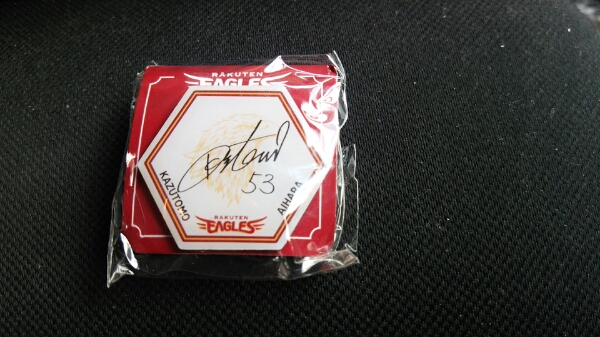 RAKUTEN
EAGLES
53
KAZUTOMO
AIHARA
RAKUTEN
EAGLES